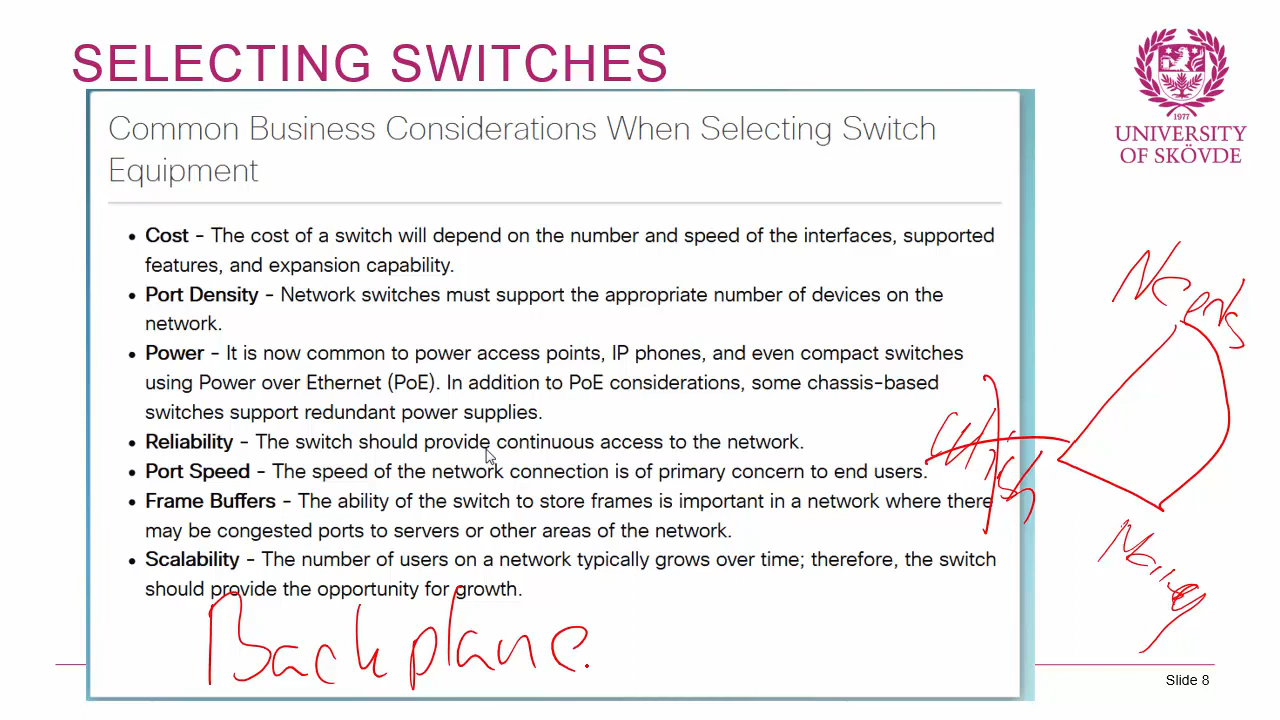 SELECTING SWITCHES
1977
UNIVERSITY
OF SKÖVDE
Common Business Considerations When Selecting Switch
Equipment
• Cost - The cost of a switch will depend on the number and speed of the interfaces, supported
features, and expansion capability.
• Port Density - Network switches must support the appropriate number of devices on the
network.
• Power - It is now common to power access points, IP phones, and even compact switches
using Power over Ethernet (PoE). In addition to PoE considerations, some chassis-based
switches support redundant power supplies.
• Reliability - The switch should provide continuous access to the network.
• Port Speed - The speed of the network connection is of primary concern to end users.
• Frame Buffers - The ability of the switch to store frames is important in a network where there
may be congested ports to servers or other areas of the network.
• Scalability - The number of users on a network typically grows over time; therefore, the switch
should provide the opportunity for growth.
Backplane
Slide 8